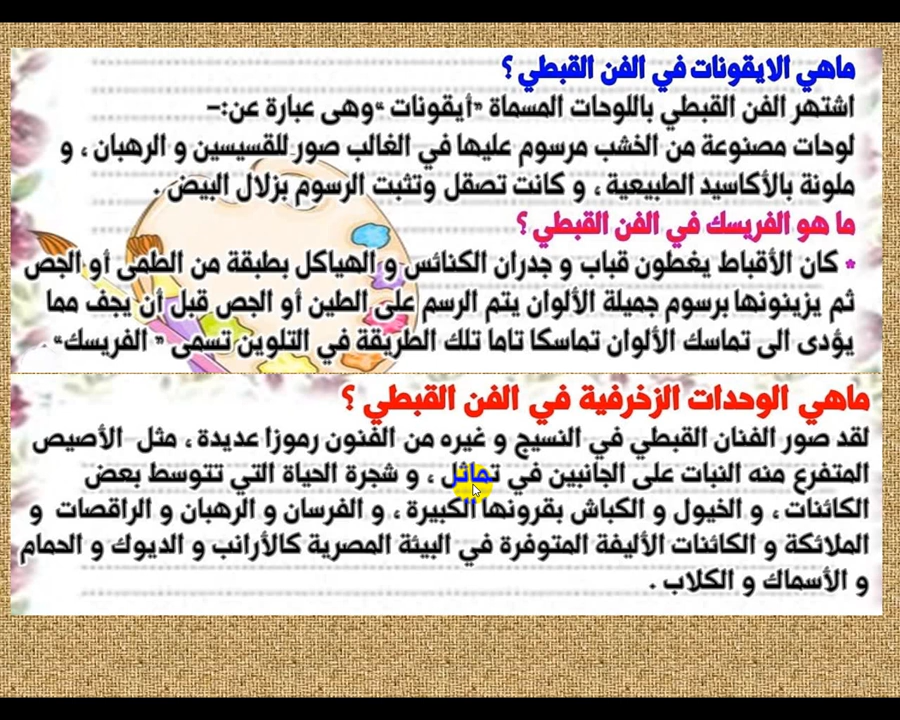 ماهي الايقونات في الفن القبطي ؟
اشتهر الفن القبطي باللوحات المسماة "أيقونات "وهى عبارة عن:-
لوحات مصنوعة من الخشب مرسوم عليها في الغالب صور للقسيسين و الرهبان ، و
ملونة بالأكاسيد الطبيعية ، و كانت تصقل وتثبت الرسوم بزلال البيض .
ما هو الفريسك في الفن القبطي ؟
* كان الأقباط يغطون قباب و جدران الكنائس و الهياكل بطبقة من الطمى أو الجص
ثم يزينونها برسوم جميلة الألوان يتم الرسم على الطين أو الجص قبل أن يجف مما
يؤدى الى تماسك الألوان تماسكا تاما تلك الطريقة في التلوين تسمى " الفريسك"
ماهي الوحدات الزخرفية في الفن القبطي ؟
لقد صور الفنان القبطي في النسيج و غيره من الفنون رموزا عديدة ، مثل الأصيص
المتفرع منه النبات على الجانبين في تماثل ، و شجرة الحياة التي تتوسط بعض
الكائنات ، و الخيول و الكباش بقرونها الكبيرة ، و الفرسان و الرهبان و الراقصات و
الملائكة و الكائنات الأليفة المتوفرة في البيئة المصرية كالأرانب و الديوك و الحمام
و الأسماك و الكلاب .